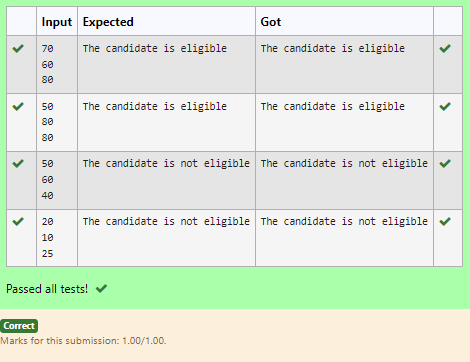 Input Expected Got
70 The candidate is eligible The candidate is eligible
60
80
50 The candidate is eligible The candidate is eligible
80
80
50 The candidate is not eligible The candidate is not eligible
60
40
20 The candidate is not eligible The candidate is not eligible
10
25
Passed all tests!
Correct
Marks for this submission: 1.00/1.00.